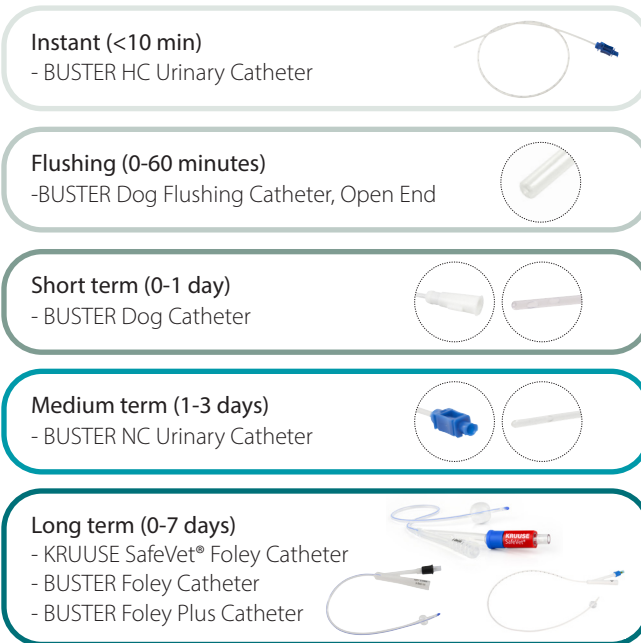 Instant (<10 min)
- BUSTER HC Urinary Catheter
Flushing (0-60 minutes)
-BUSTER Dog Flushing Catheter, Open End
Short term (0-1 day)
- BUSTER Dog Catheter
Medium term (1-3 days)
- BUSTER NC Urinary Catheter
Long term (0-7 days)
- KRUUSE SafeVet® Foley Catheter
- BUSTER Foley Catheter
- BUSTER Foley Plus Catheter
KRUUSE
SafeVet®